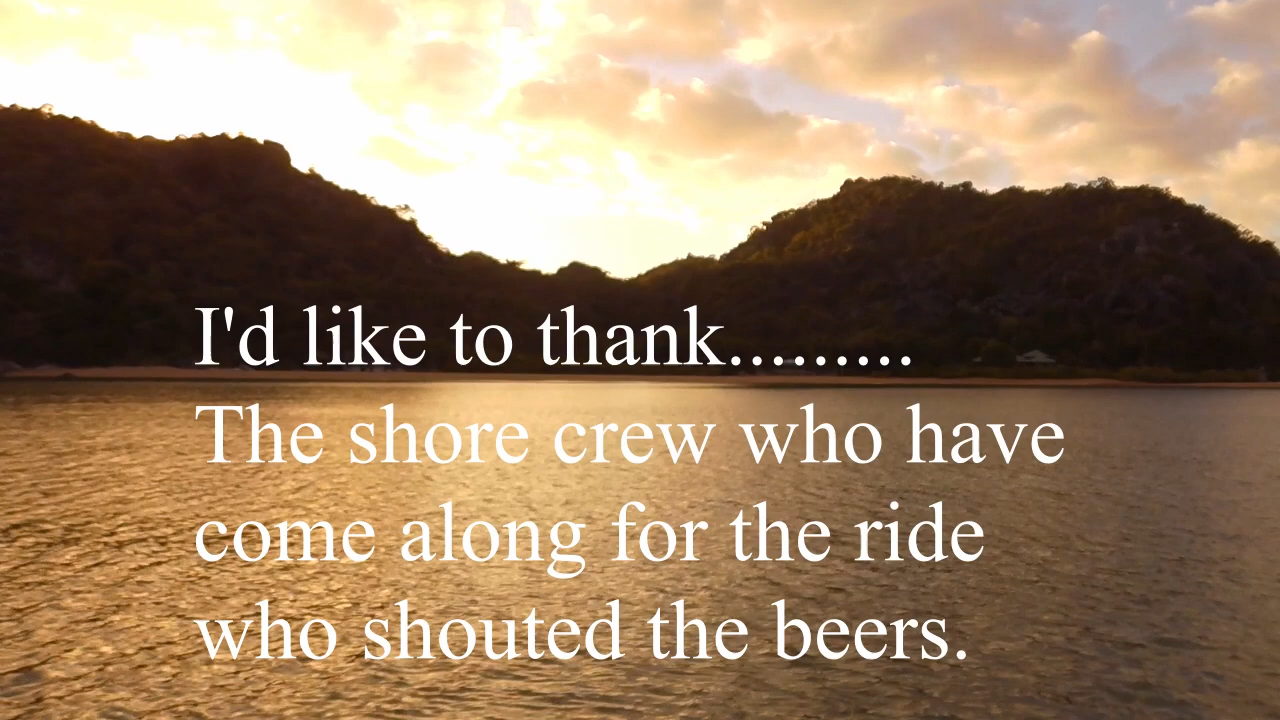 I'd like to thank.........
The shore crew who have
come along for the ride
who shouted the beers.